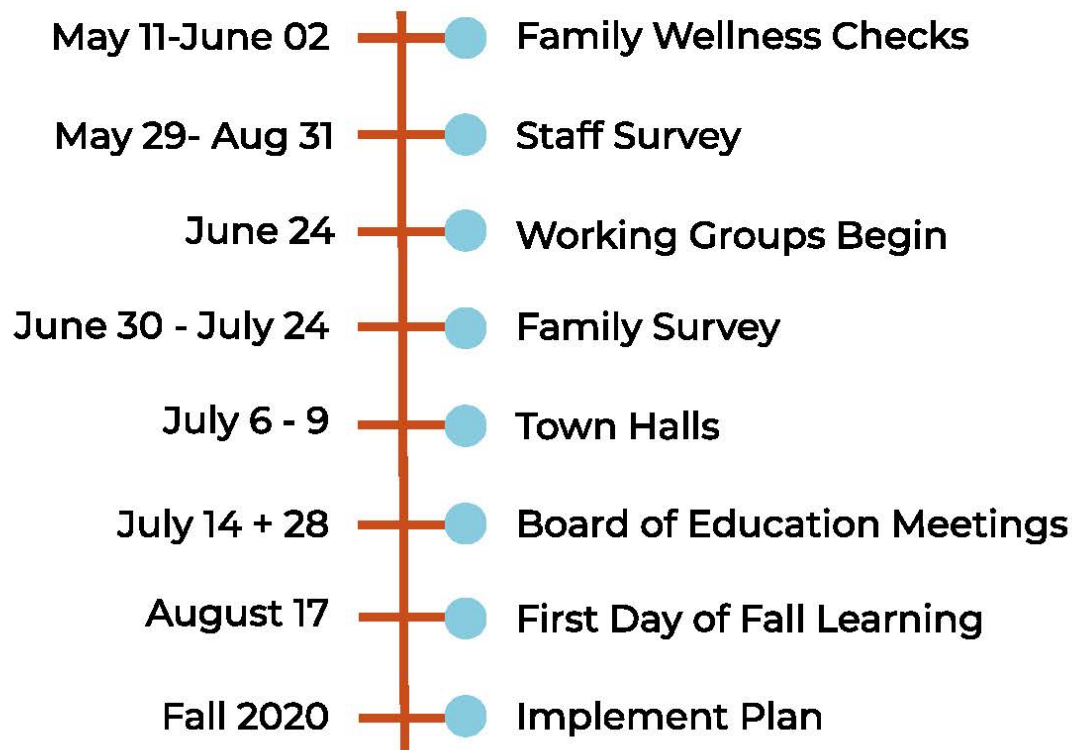 May 11-June 02 Family Wellness Checks
May 29- Aug 31 Staff Survey
June 24 Working Groups Begin
June 30 - July 24 Family Survey
July 6 - 9 Town Halls
July 14 + 28 Board of Education Meetings
August 17 First Day of Fall Learning
Fall 2020 Implement Plan